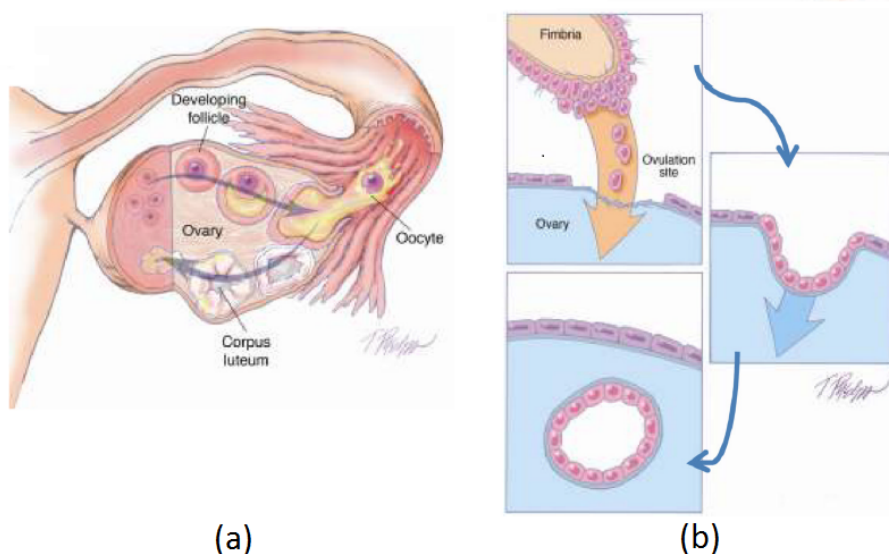 Developing
follicle
Ovary
Oocyte
Corpus
luteum
(a)
Fimbria
Ovulation
site
Ovary
(b)